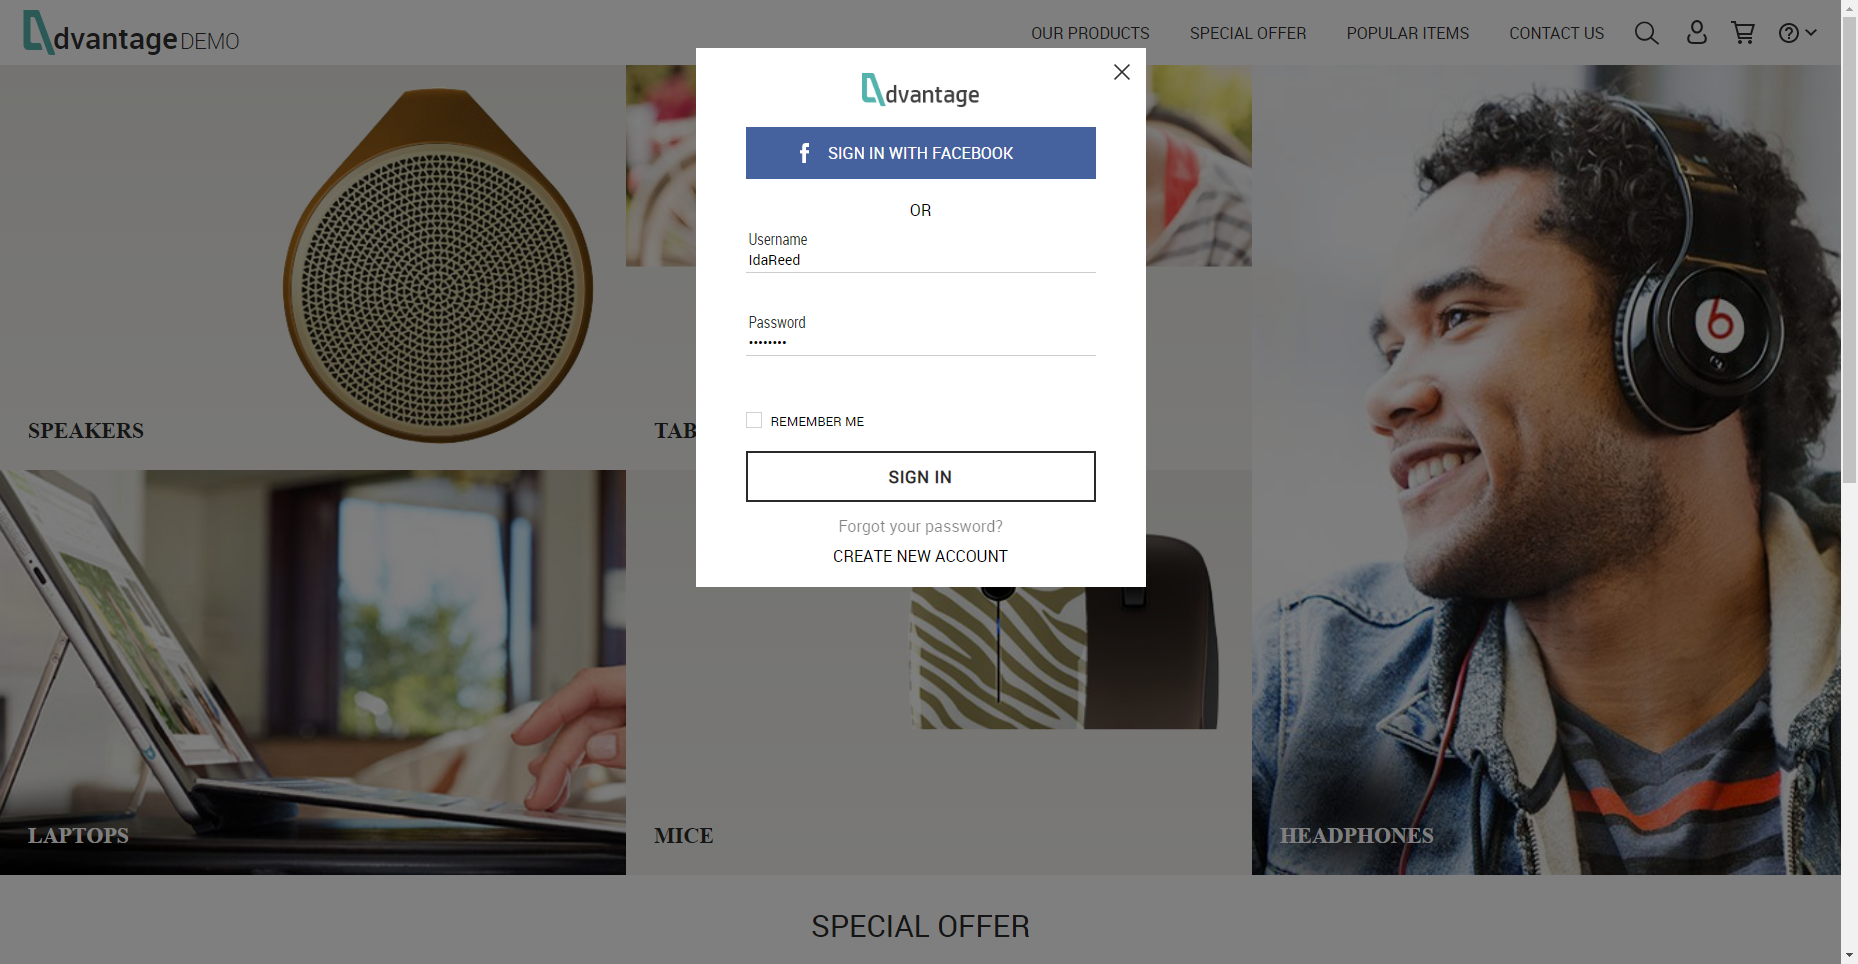 dvantage DEMO
OUR PRODUCTS SPECIAL OFFER POPULAR ITEMS CONTACT US
dvantage
SIGN IN WITH FACEBOOK
OR
Username
IdaReed
Password
••••••••
REMEMBER ME
SIGN IN
Forgot your password?
CREATE NEW ACCOUNT
SPEAKERS
TAB
LAPTOPS
MICE
HEADPHONES
SPECIAL OFFER